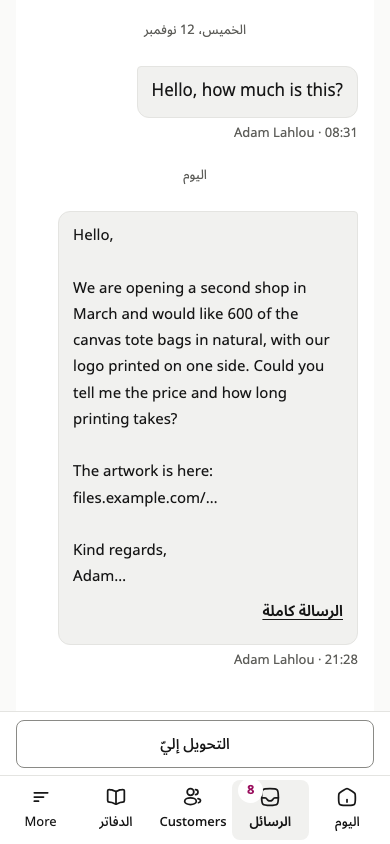 الخميس، 12 نوفمبر
Hello, how much is this?
Adam Lahlou · 08:31
اليوم
Hello,
We are opening a second shop in
March and would like 600 of the
canvas tote bags in natural, with our
logo printed on one side. Could you
tell me the price and how long
printing takes?
The artwork is here:
files.example.com/...
Kind regards,
Adam...
الرسالة كاملة
Adam Lahlou · 21:28
التحويل إليّ
اليوم
8
الرسائل
Customers
الدفاتر
More